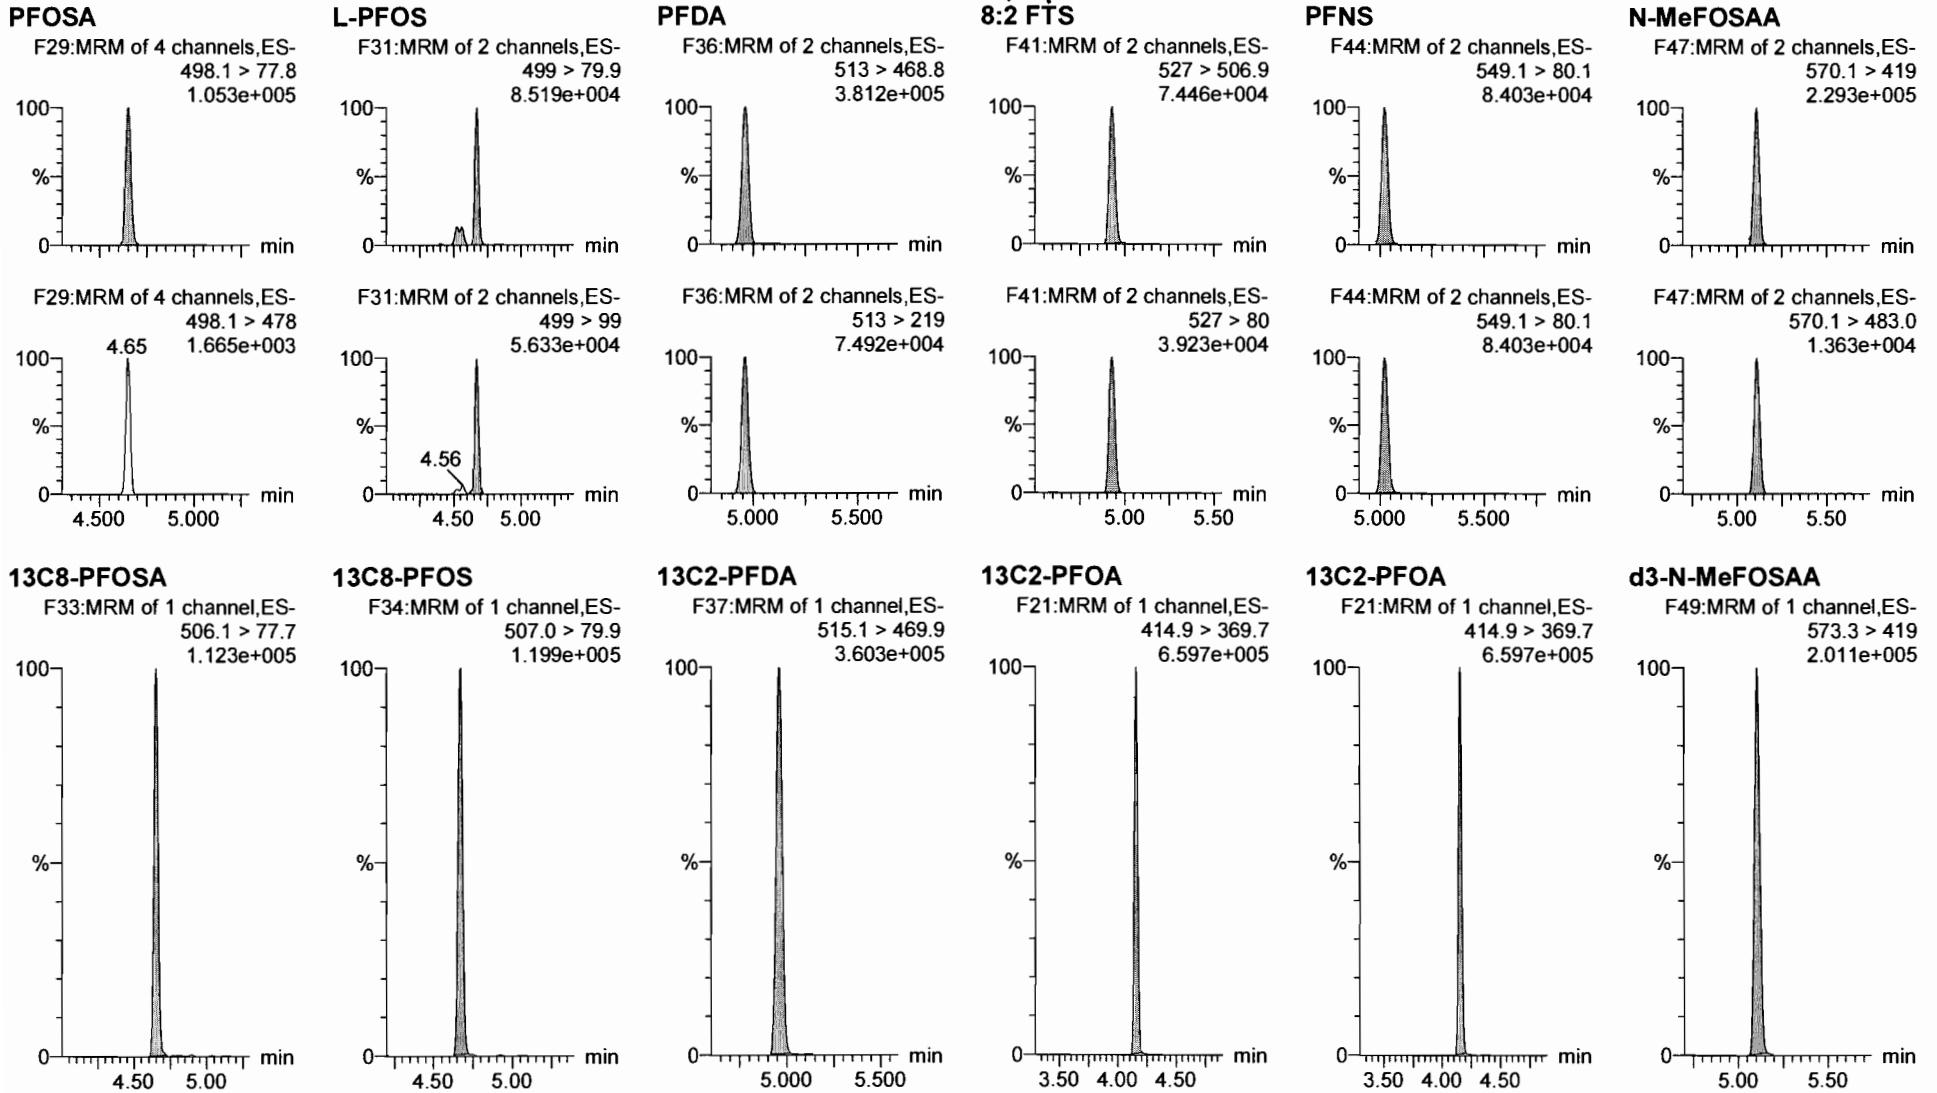 PFOSA
F29:MRM of 4 channels,ES-
498.1 > 77.8
1.053e+005
100
%
0
min
F29:MRM of 4 channels,ES-
498.1 > 478
1.665e+003
4.65
100
%
0
min
4.500 5.000
L-PFOS
F31:MRM of 2 channels,ES-
499 > 79.9
8.519e+004
100
%
0
min
F31:MRM of 2 channels,ES-
499 > 99
5.633e+004
100
4.56
%
0
min
4.50 5.00
PFDA
F36:MRM of 2 channels,ES-
513 > 468.8
3.812e+005
100
%
0
min
F36:MRM of 2 channels,ES-
513 > 219
7.492e+004
100
%
0
min
5.000 5.500
8:2 FTS
F41:MRM of 2 channels,ES-
527 > 506.9
7.446e+004
100
%
0
min
F41:MRM of 2 channels,ES-
527 > 80
3.923e+004
100
%
0
min
5.00 5.50
PFNS
F44:MRM of 2 channels,ES-
549.1 > 80.1
8.403e+004
100
%
0
min
F44:MRM of 2 channels,ES-
549.1 > 80.1
8.403e+004
100
%
0
min
5.000 5.500
N-MeFOSAA
F47:MRM of 2 channels,ES-
570.1 > 419
2.293e+005
100
%
0
min
F47:MRM of 2 channels,ES-
570.1 > 483.0
1.363e+004
100
%
0
min
5.00 5.50
13C8-PFOSA
F33:MRM of 1 channel,ES-
506.1 > 77.7
1.123e+005
100
%
0
min
4.50 5.00
13C8-PFOS
F34:MRM of 1 channel,ES-
507.0 > 79.9
1.199e+005
100
%
0
min
4.50 5.00
13C2-PFDA
F37:MRM of 1 channel,ES-
515.1 > 469.9
3.603e+005
100
%
0
min
5.000 5.500
13C2-PFOA
F21:MRM of 1 channel,ES-
414.9 > 369.7
6.597e+005
100
%
0
min
3.50 4.00 4.50
13C2-PFOA
F21:MRM of 1 channel,ES-
414.9 > 369.7
6.597e+005
100
%
0
min
3.50 4.00 4.50
d3-N-MeFOSAA
F49:MRM of 1 channel,ES-
573.3 > 419
2.011e+005
100
%
0
min
5.00 5.50